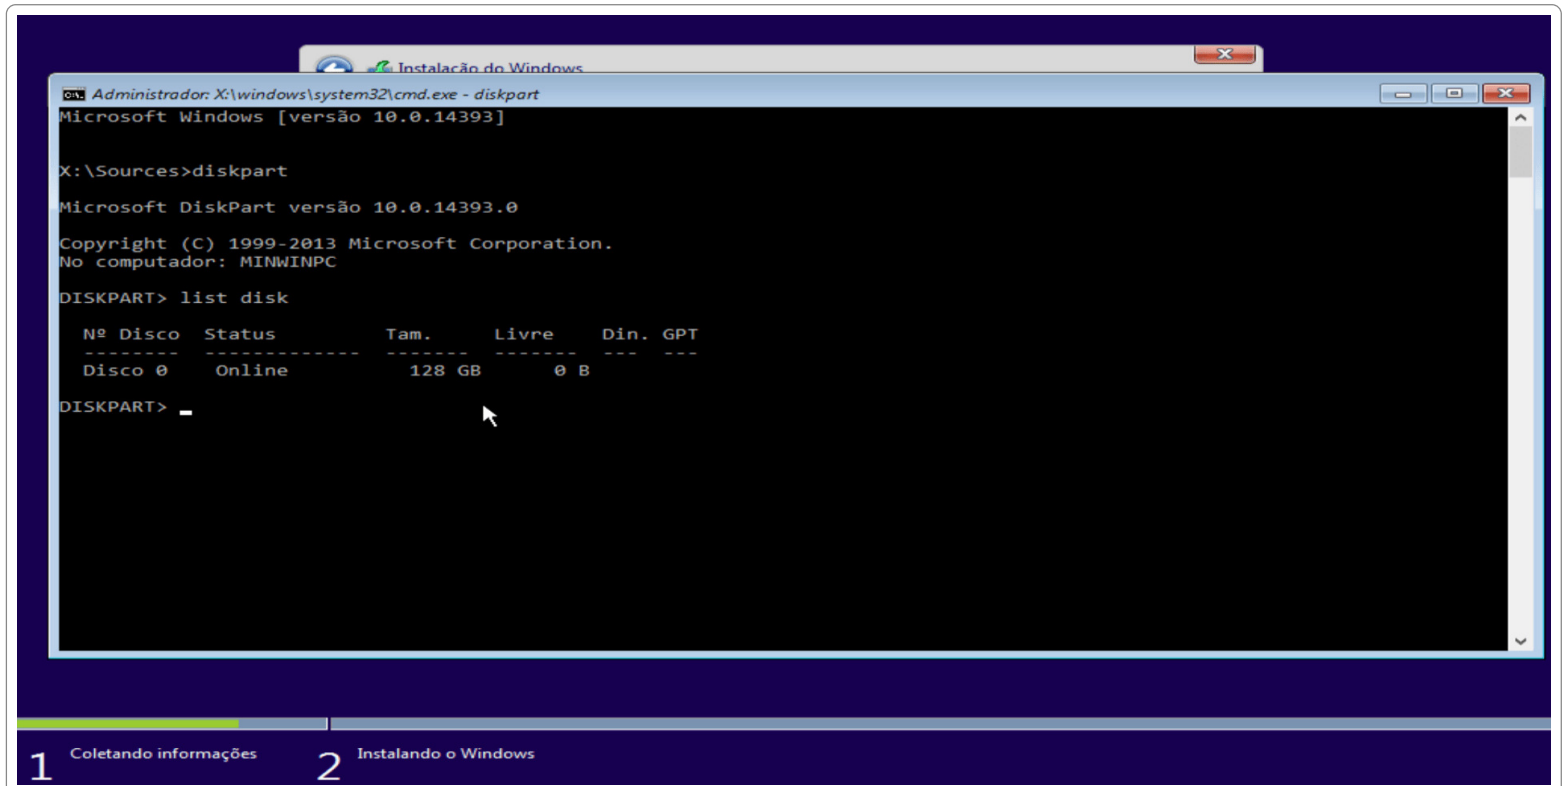 Instalação do Windows
Administrador: X:\windows\system32\cmd.exe - diskpart
Microsoft Windows [versão 10.0.14393]
X:\Sources>diskpart
Microsoft DiskPart versão 10.0.14393.0
Copyright (C) 1999-2013 Microsoft Corporation.
No computador: MINWINPC
DISKPART> list disk
Nº Disco  Status         Tam.     Livre    Din.  GPT
--------  -------------  -------  -------  ---  ---
Disco 0   Online           128 GB      0 B
DISKPART>
1 Coletando informações 2 Instalando o Windows